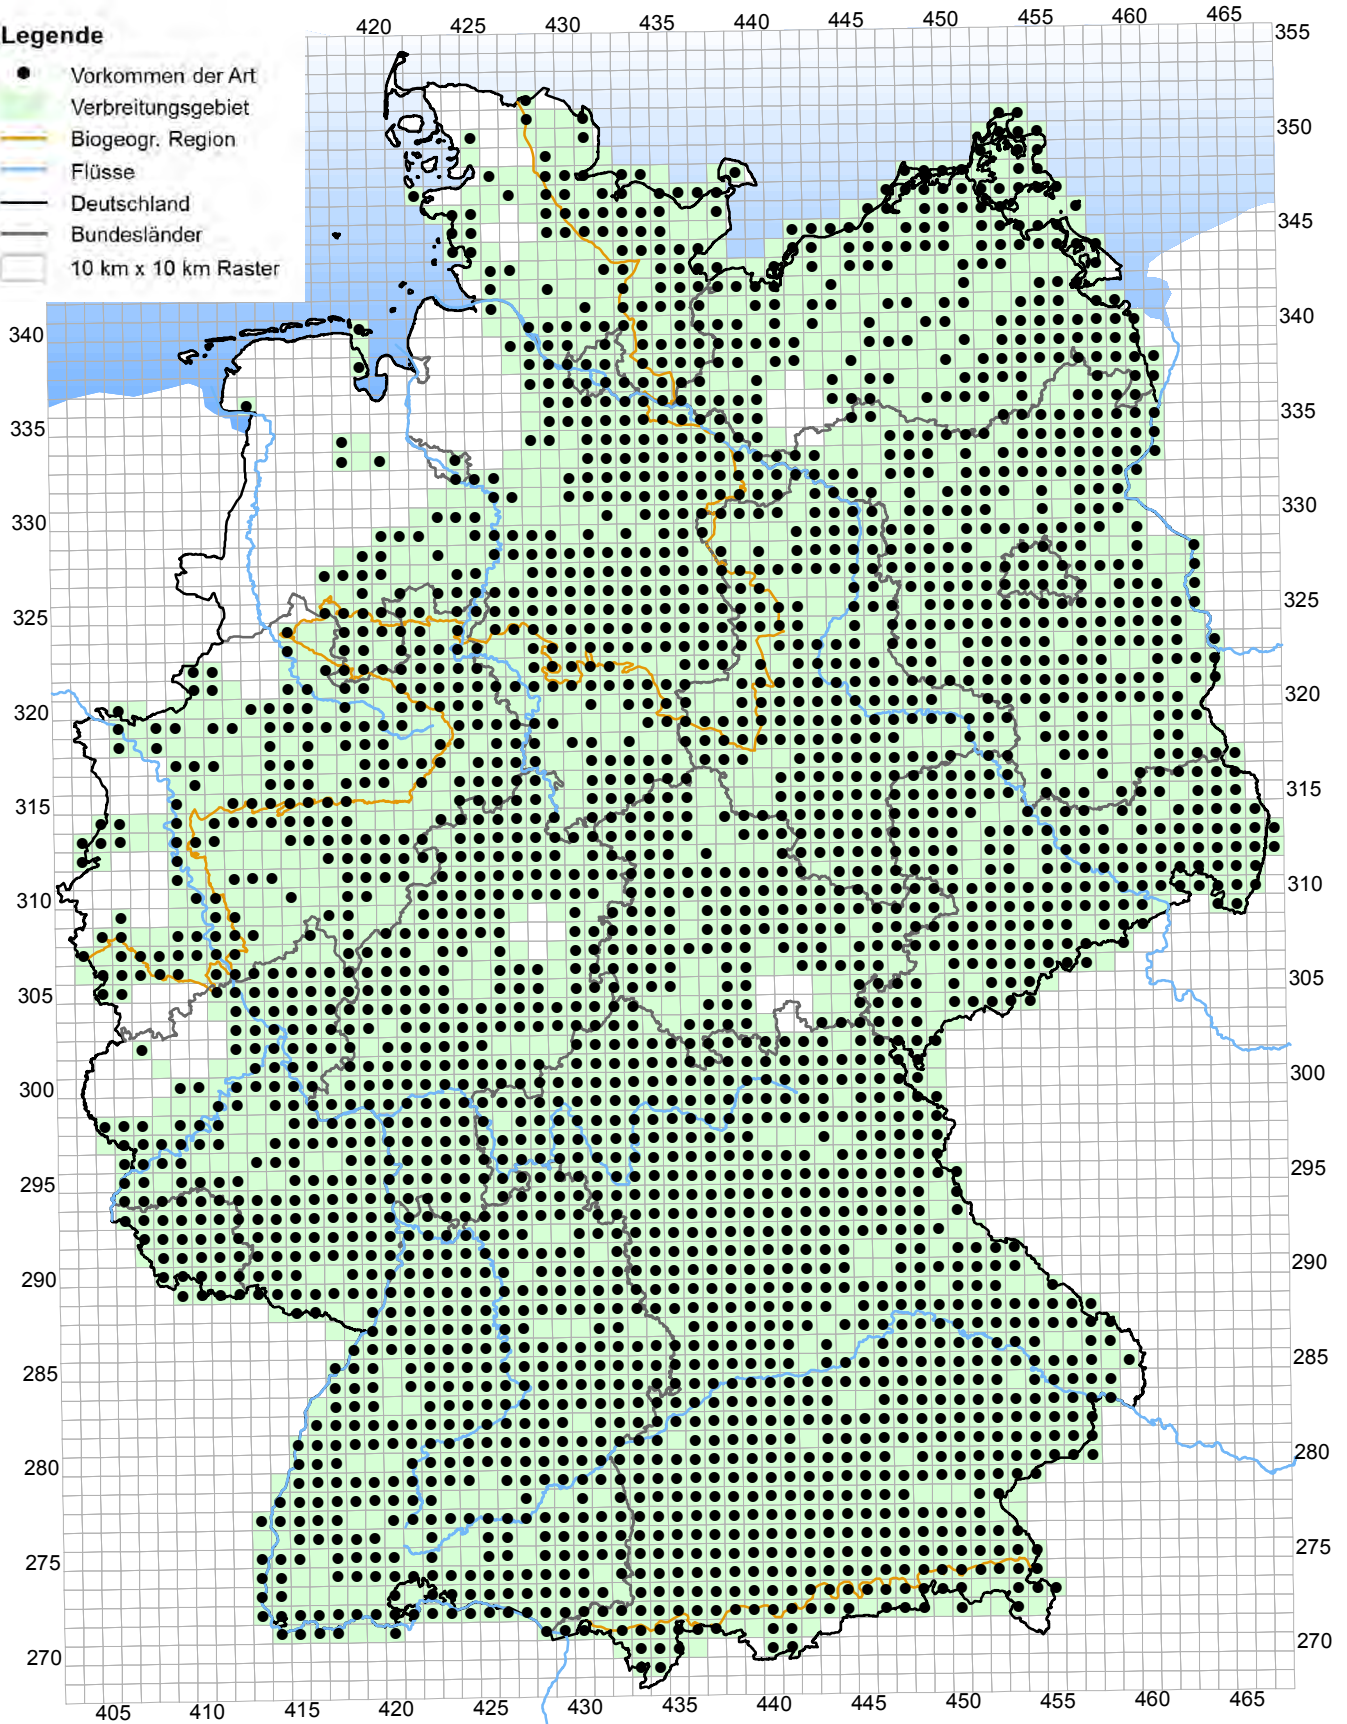 Legende
Vorkommen der Art
Verbreitungsgebiet
Biogeogr. Region
Flüsse
Deutschland
Bundesländer
10 km x 10 km Raster
420 425 430 435 440 445 450 455 460 465
355
350
345
340 340
335 335
330 330
325 325
320 320
315 315
310 310
305 305
300 300
295 295
290 290
285 285
280 280
275 275
270 270
405 410 415 420 425 430 435 440 445 450 455 460 465